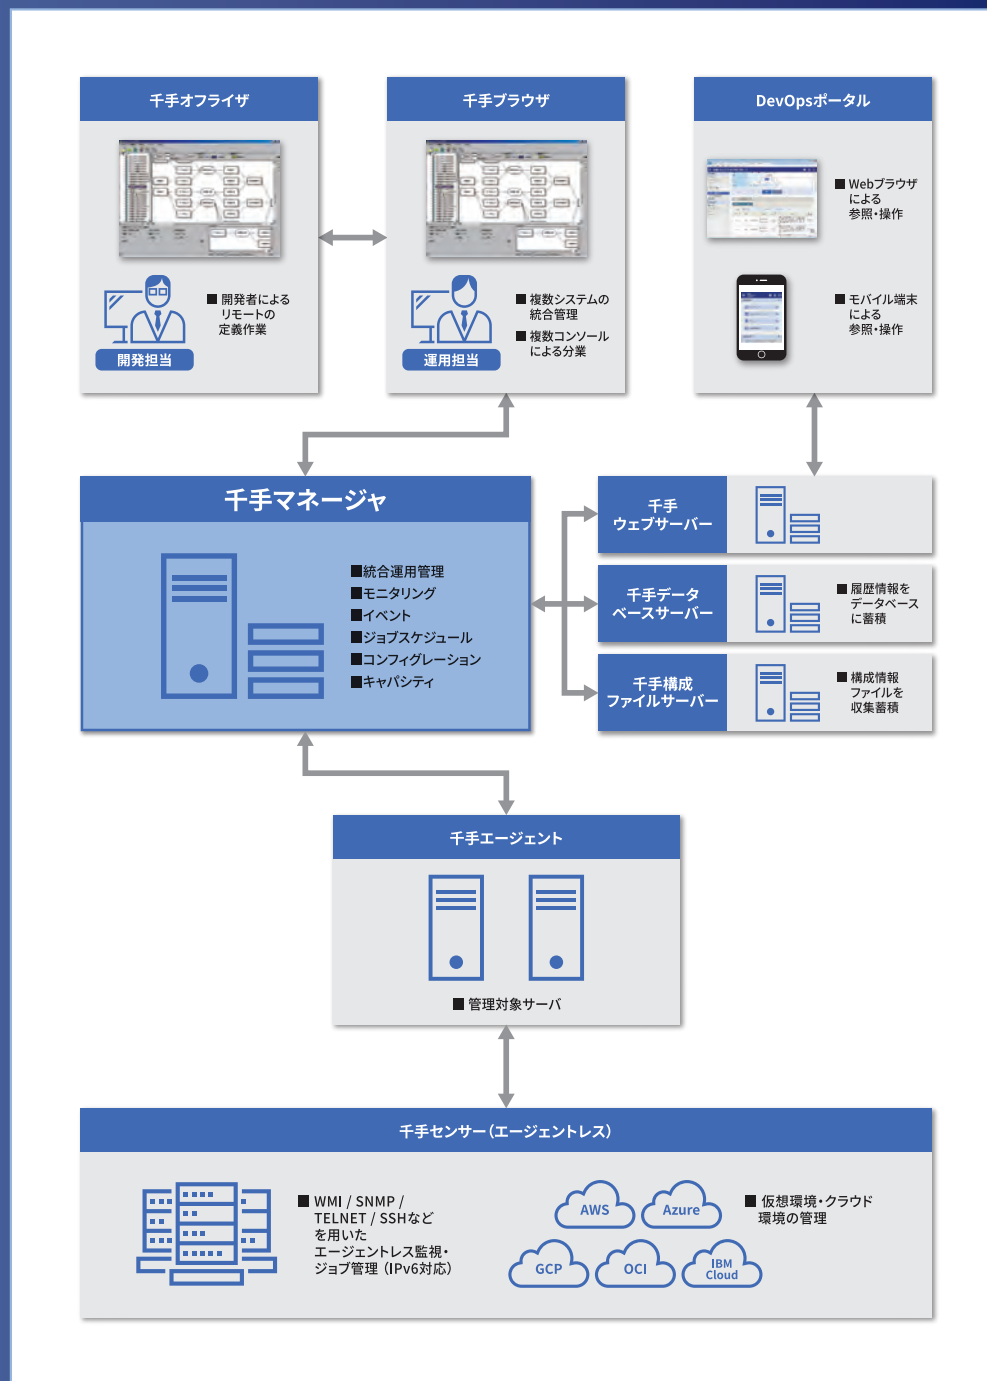 千手オフライザ
■ 開発者による
リモートの
定義作業
開発担当
千手ブラウザ
■ 複数システムの
統合管理
■ 複数コンソール
による分業
運用担当
DevOpsポータル
■ Webブラウザ
による
参照・操作
■ モバイル端末
による
参照・操作
千手マネージャ
■統合運用管理
■モニタリング
■イベント
■ジョブスケジュール
■コンフィグレーション
■キャパシティ
千手
ウェブサーバー
千手データ
ベースサーバー
■ 履歴情報を
データベース
に蓄積
千手構成
ファイルサーバー
■ 構成情報
ファイルを
収集蓄積
千手エージェント
■ 管理対象サーバ
千手センサー（エージェントレス）
■ WMI / SNMP /
TELNET / SSHなど
を用いた
エージェントレス監視・
ジョブ管理（IPv6対応）
AWS
Azure
GCP
OCI
IBM
Cloud
■ 仮想環境・クラウド
環境の管理